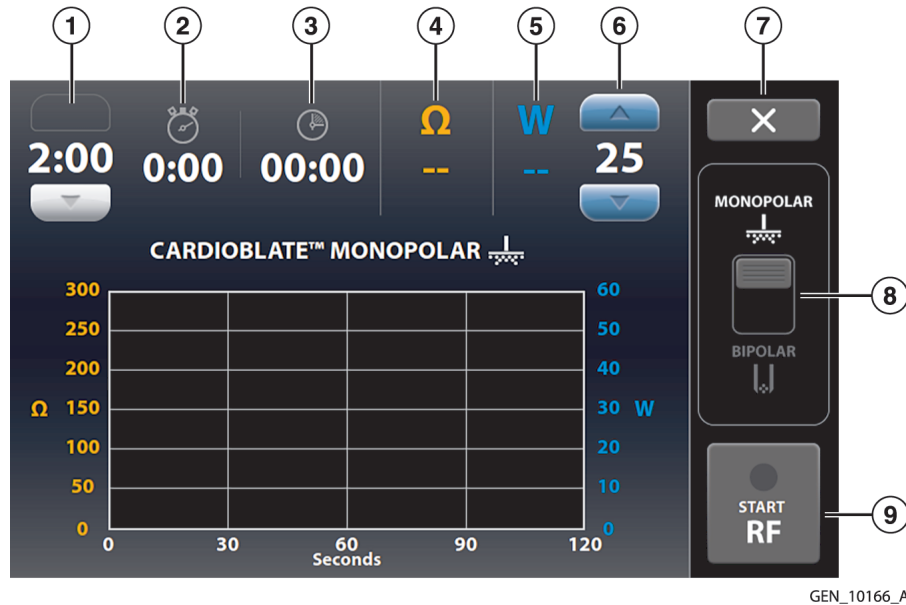 1 2 3 4 5 6 7
2:00
0:00
00:00
Ω
--
W
--
25
CARDIOBLATE™ MONOPOLAR
300
250
200
150
100
50
0
Ω
60
50
40
30
20
10
0
W
0 30 60 90 120
Seconds
MONOPOLAR
BIPOLAR
8
START
RF
9
GEN_10166_A